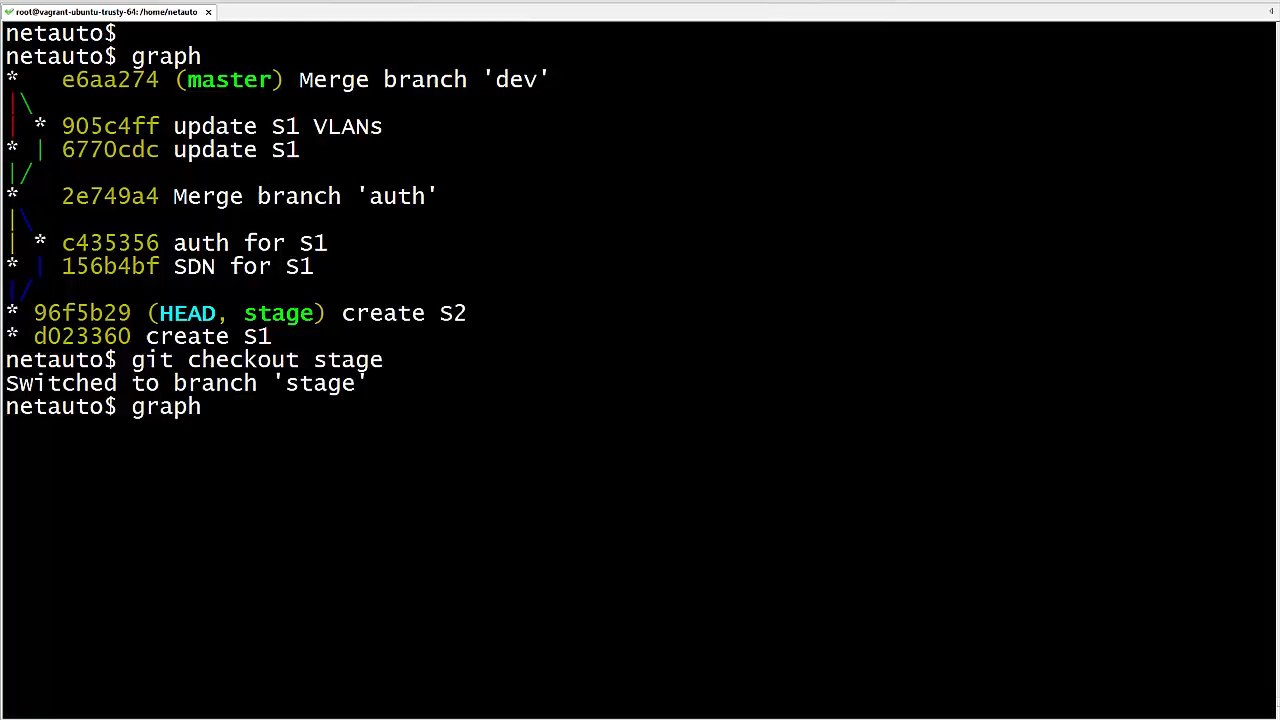 root@vagrant-ubuntu-trusty-64: /home/netauto
netauto$
netauto$ graph
*   e6aa274 (master) Merge branch 'dev'
|\
| * 905c4ff update S1 VLANs
* | 6770cdc update S1
|/
*   2e749a4 Merge branch 'auth'
|\
| * c435356 auth for S1
* | 156b4bf SDN for S1
|/
* 96f5b29 (HEAD, stage) create S2
* d023360 create S1
netauto$ git checkout stage
Switched to branch 'stage'
netauto$ graph